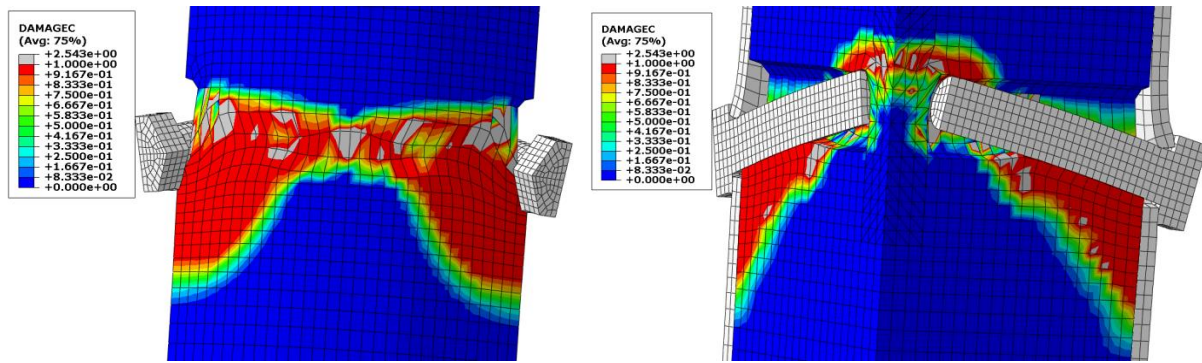 DAMAGEC
(Avg: 75%)
+2.543e+00
+1.000e+00
+9.167e-01
+8.333e-01
+7.500e-01
+6.667e-01
+5.833e-01
+5.000e-01
+4.167e-01
+3.333e-01
+2.500e-01
+1.667e-01
+8.333e-02
+0.000e+00
DAMAGEC
(Avg: 75%)
+2.543e+00
+1.000e+00
+9.167e-01
+8.333e-01
+7.500e-01
+6.667e-01
+5.833e-01
+5.000e-01
+4.167e-01
+3.333e-01
+2.500e-01
+1.667e-01
+8.333e-02
+0.000e+00